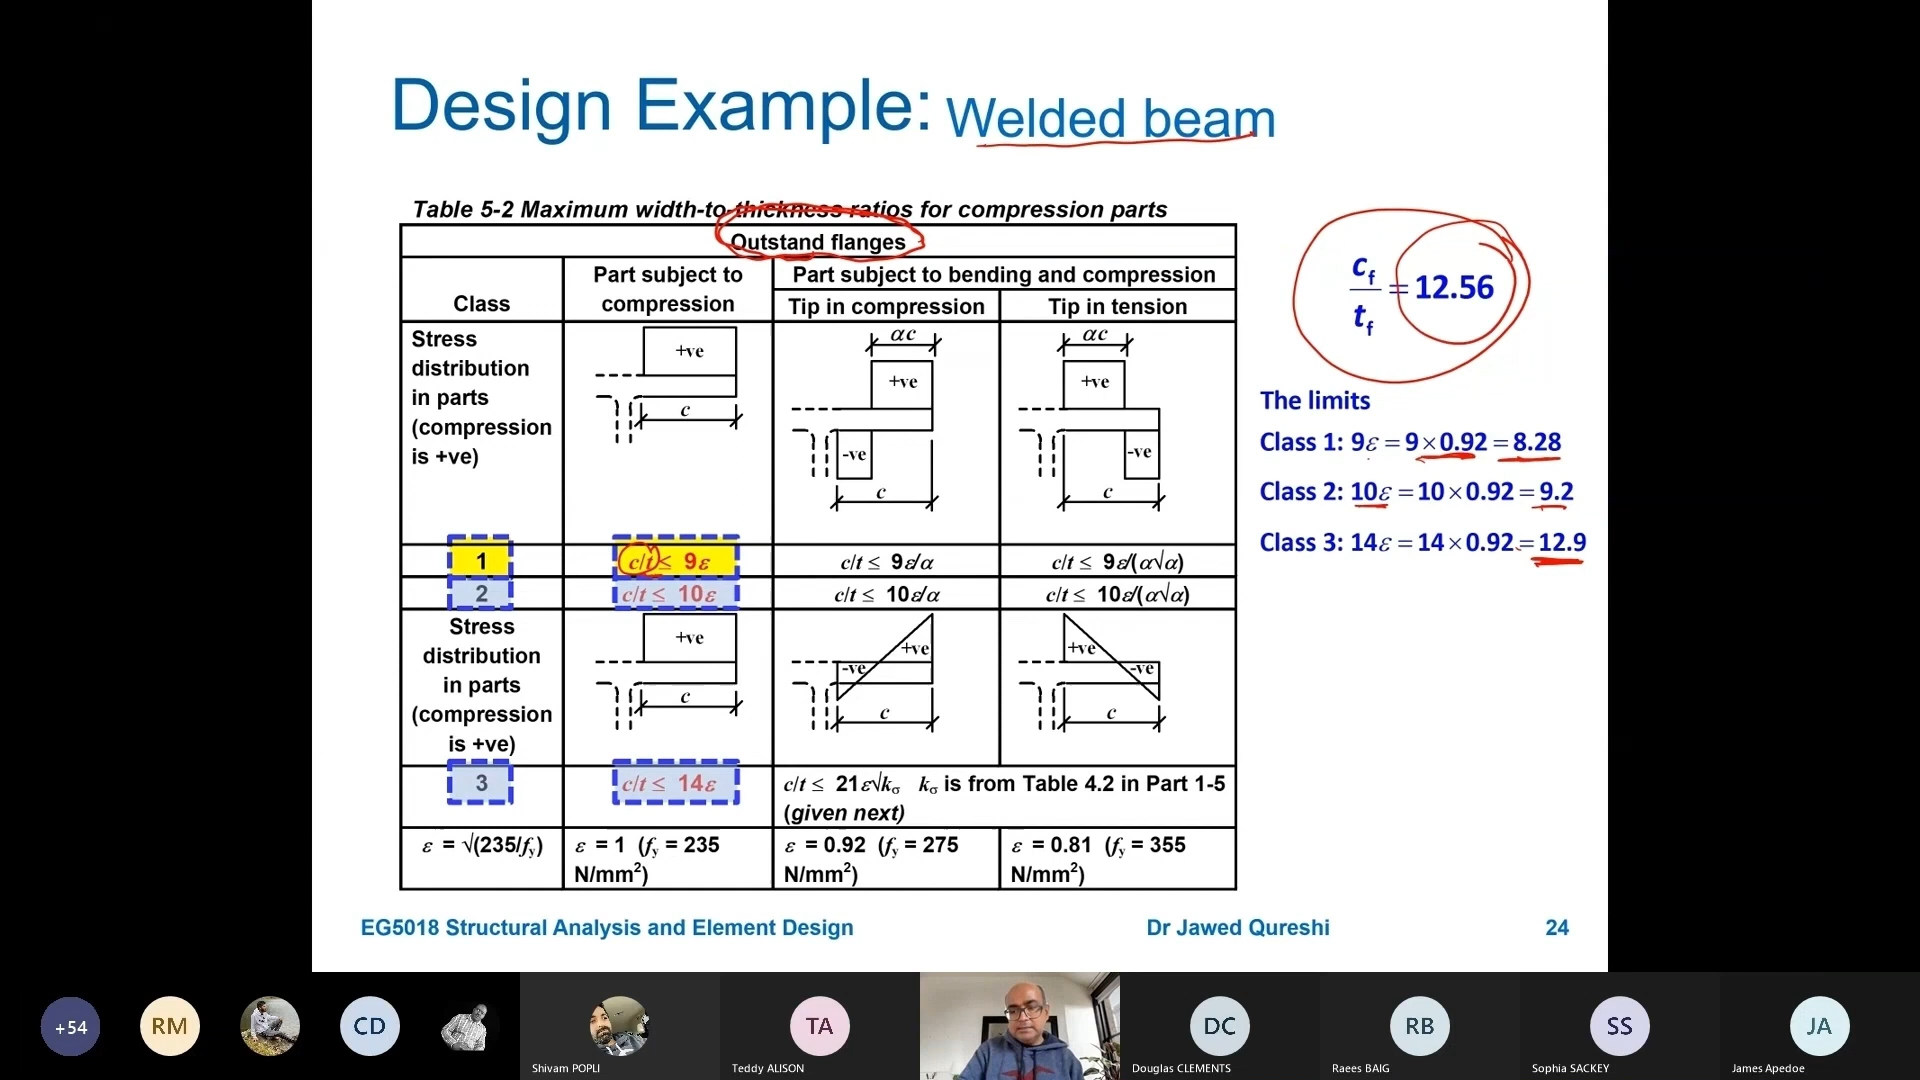 Design Example: Welded beam
Table 5-2 Maximum width-to-thickness ratios for compression parts
Outstand flanges
Class
Part subject to compression
Part subject to bending and compression
Tip in compression
Tip in tension
Stress
distribution
in parts
(compression
is +ve)
+ve
c
αc
+ve
-ve
c
αc
+ve
-ve
c
1
c/t ≤ 9ε
c/t ≤ 9ε/α
c/t ≤ 9ε/(α√α)
2
c/t ≤ 10ε
c/t ≤ 10ε/α
c/t ≤ 10ε/(α√α)
Stress
distribution
in parts
(compression
is +ve)
+ve
c
+ve
-ve
c
+ve
-ve
c
3
c/t ≤ 14ε
c/t ≤ 21ε√kσ kσ is from Table 4.2 in Part 1-5
(given next)
ε = √(235/fy)
ε = 1 (fy = 235
N/mm²)
ε = 0.92 (fy = 275
N/mm²)
ε = 0.81 (fy = 355
N/mm²)
cf/tf = 12.56
The limits
Class 1: 9ε = 9×0.92 = 8.28
Class 2: 10ε = 10×0.92 = 9.2
Class 3: 14ε = 14×0.92 = 12.9
EG5018 Structural Analysis and Element Design
Dr Jawed Qureshi
24
+54
RM
CD
Shivam POPLI
TA
Teddy ALISON
DC
Douglas CLEMENTS
RB
Raees BAIG
SS
Sophia SACKEY
JA
James Apedoe